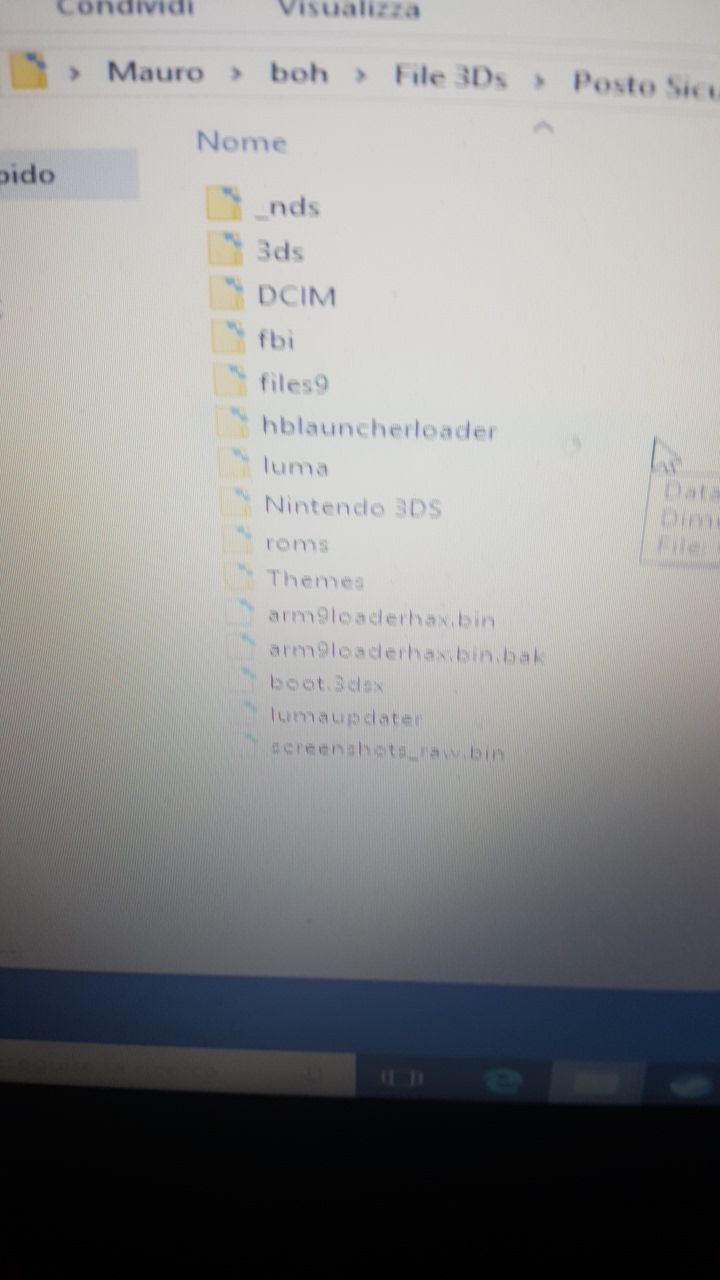 Condividi Visualizza
> Mauro > boh > File 3Ds > Posto Sicu
Nome
pido
_nds
3ds
DCIM
fbi
files9
hblauncherloader
luma
Data
Nintendo 3DS
Dime
roms
File:
Themes
arm9loaderhax.bin
arm9loaderhax.bin.bak
boot.3dsx
lumaupdater
screenshots_raw.bin